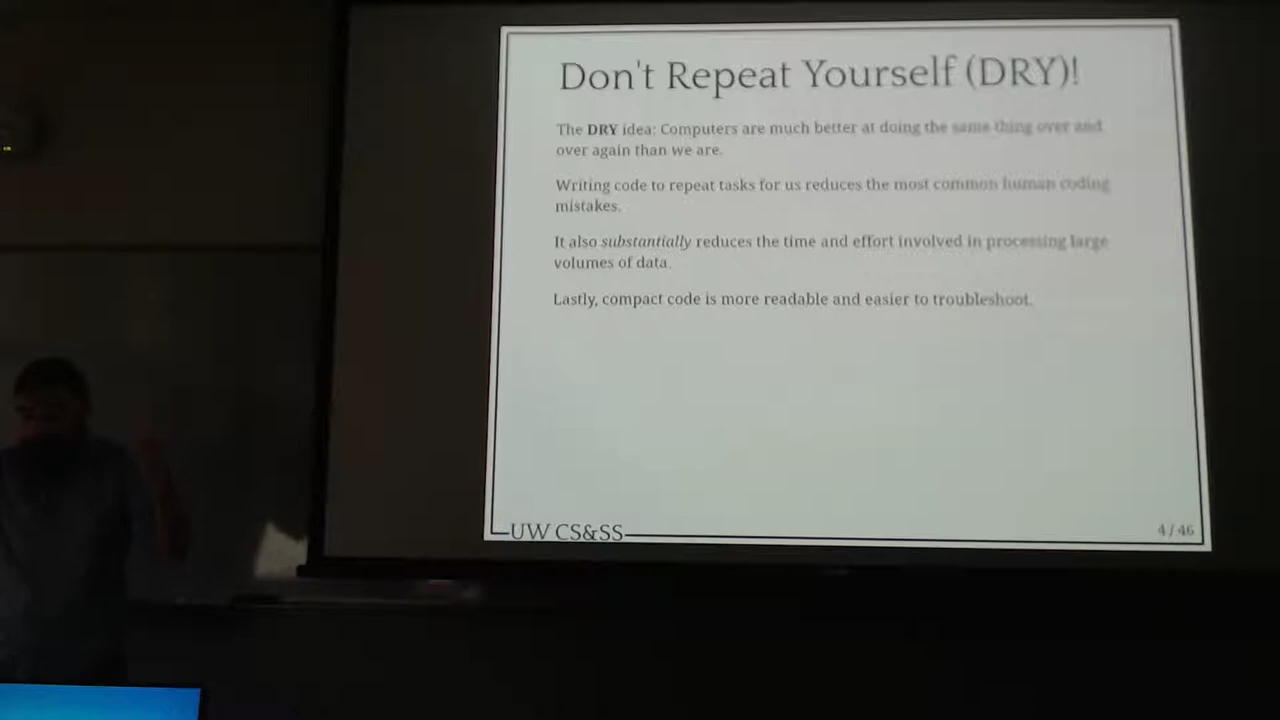 Don't Repeat Yourself (DRY)!
The DRY idea: Computers are much better at doing the same thing over and
over again than we are.
Writing code to repeat tasks for us reduces the most common human coding
mistakes.
It also substantially reduces the time and effort involved in processing large
volumes of data.
Lastly, compact code is more readable and easier to troubleshoot.
UW CS&SS
4 / 46